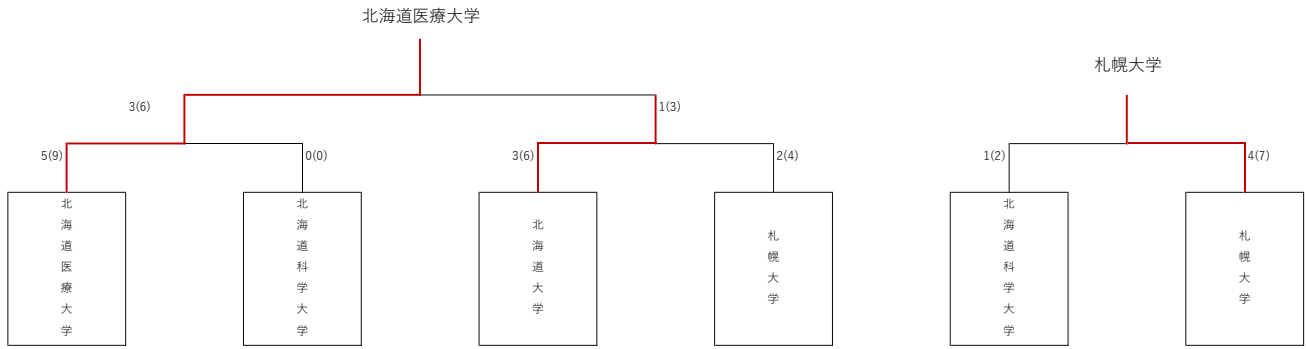 北海道医療大学
札幌大学
3(6)
1(3)
5(9)
0(0)
3(6)
2(4)
1(2)
4(7)
北海道医療大学
北海道科学大学
北海道大学
札幌大学
北海道科学大学
札幌大学